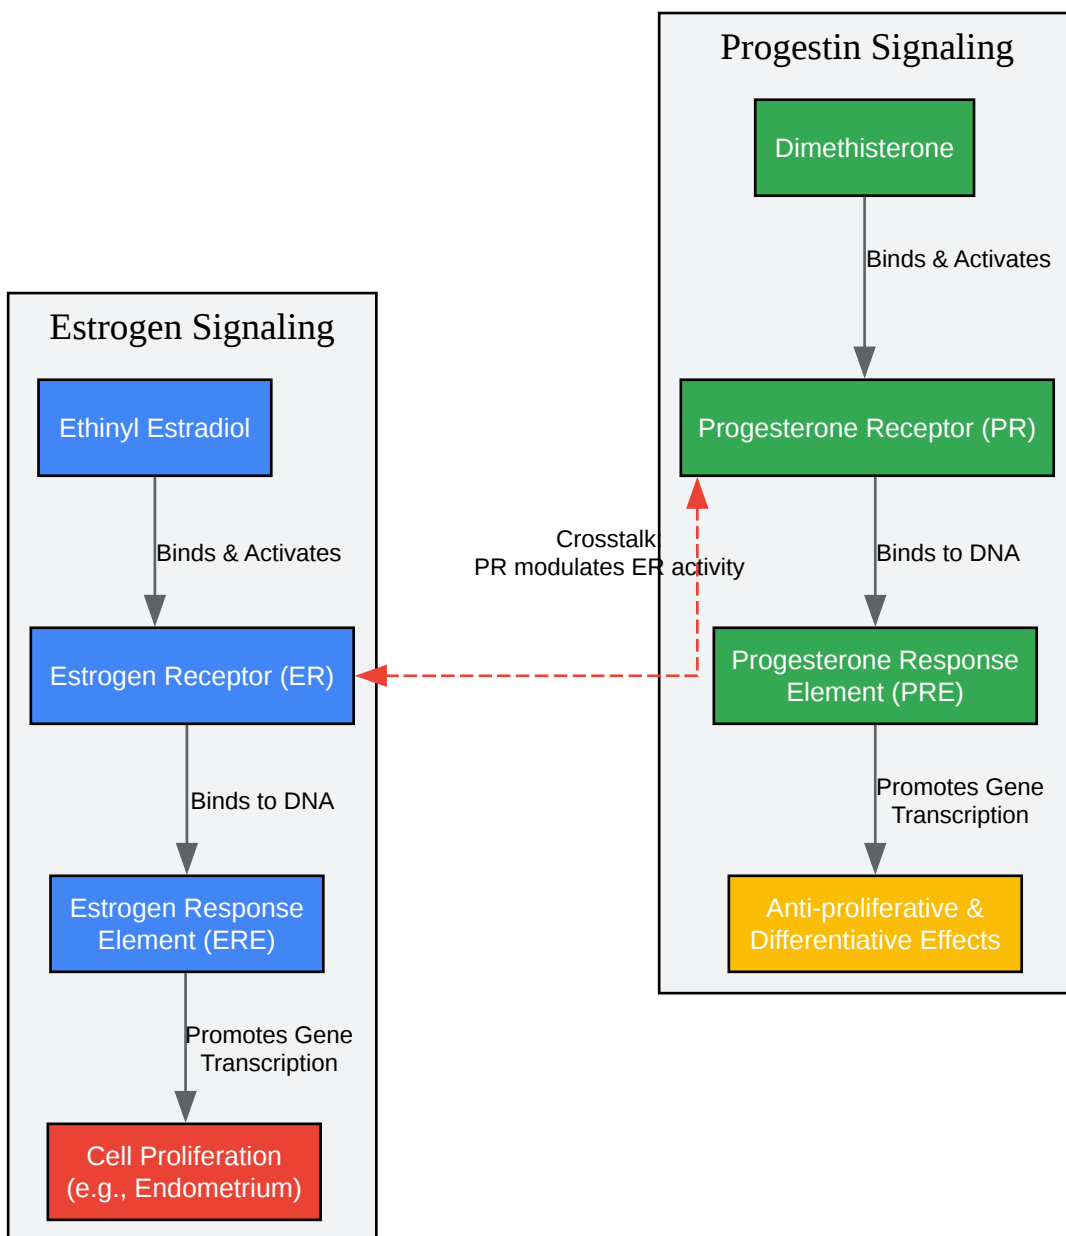 Progestin Signaling
Dimethisterone
Binds & Activates
Progesterone Receptor (PR)
Binds to DNA
Progesterone Response
Element (PRE)
Promotes Gene
Transcription
Anti-proliferative &
Differentiative Effects
Crosstalk:
PR modulates ER activity
Estrogen Signaling
Ethinyl Estradiol
Binds & Activates
Estrogen Receptor (ER)
Binds to DNA
Estrogen Response
Element (ERE)
Promotes Gene
Transcription
Cell Proliferation
(e.g., Endometrium)